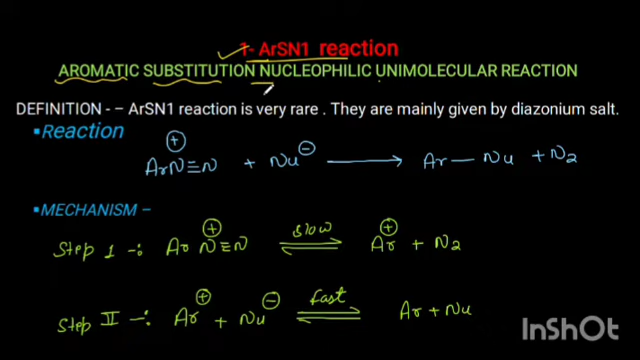 1- ArSN1 reaction
AROMATIC SUBSTITUTION NUCLEOPHILIC UNIMOLECULAR REACTION
DEFINITION – – ArSN1 reaction is very rare . They are mainly given by diazonium salt.
▪Reaction
⊕ ⊖
ArN≡N + Nu ⟶ Ar — Nu + N2
▪MECHANISM –
Step 1 -: Ar N⊕≡N slow ⇌ Ar⊕ + N2
Step II -: Ar⊕ + Nu⊖ fast ⇌ Ar + Nu
InShOt